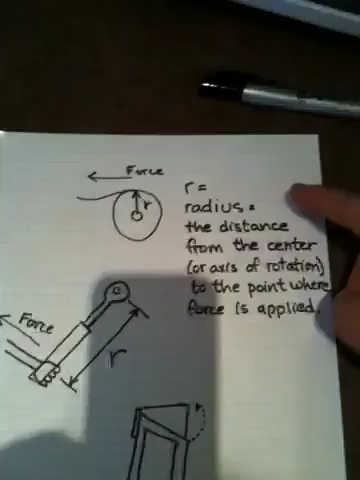 Force
r
r =
radius =
the distance
from the center
(or axis of rotation)
to the point where
force is applied.
Force
r